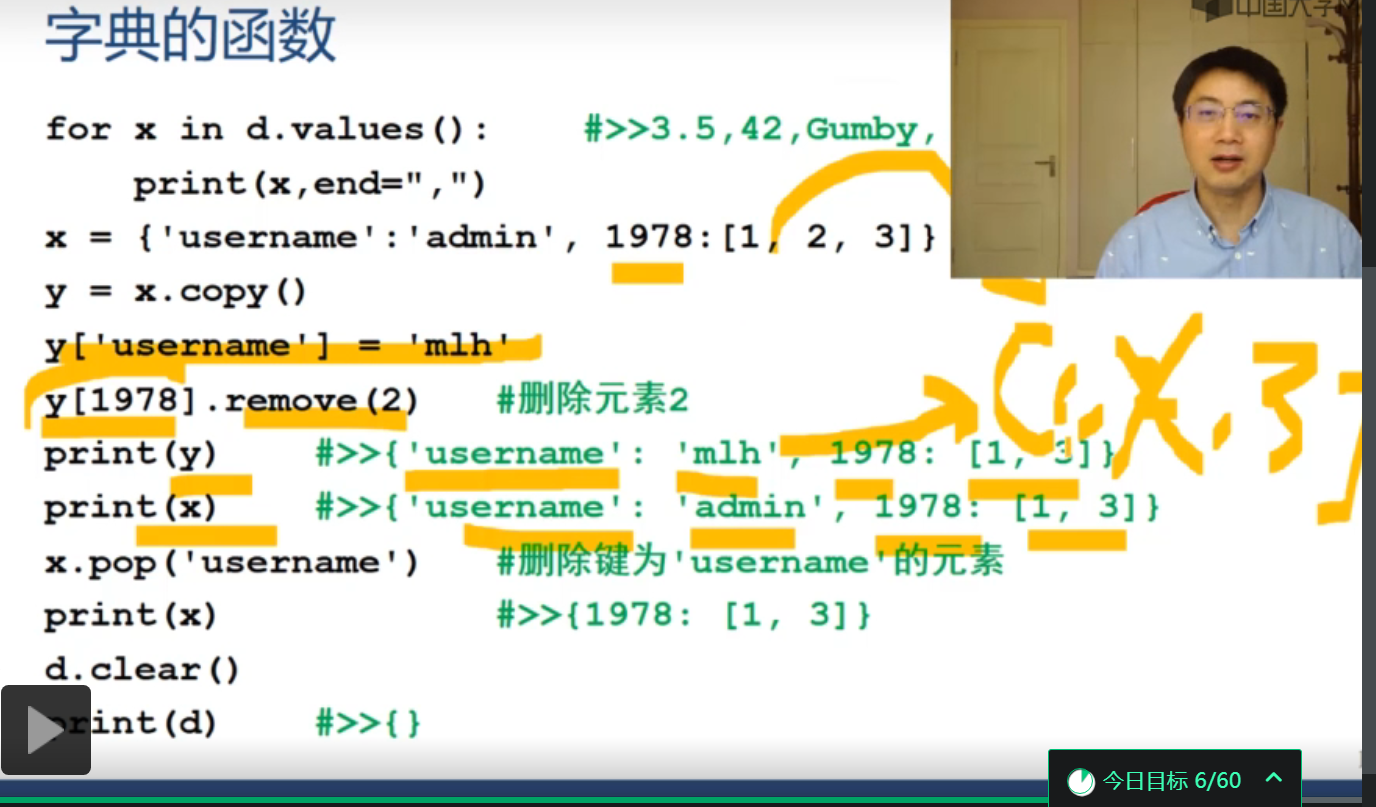 字典的函数
中国大学M
for x in d.values():    #>>3.5,42,Gumby,
    print(x,end=",")
x = {'username':'admin', 1978:[1, 2, 3]}
y = x.copy()
y['username'] = 'mlh'
y[1978].remove(2)    #删除元素2
print(y)    #>>{'username': 'mlh', 1978: [1, 3]}
print(x)    #>>{'username': 'admin', 1978: [1, 3]}
x.pop('username')    #删除键为'username'的元素
print(x)    #>>{1978: [1, 3]}
d.clear()
print(d)    #>>{}
今日目标 6/60